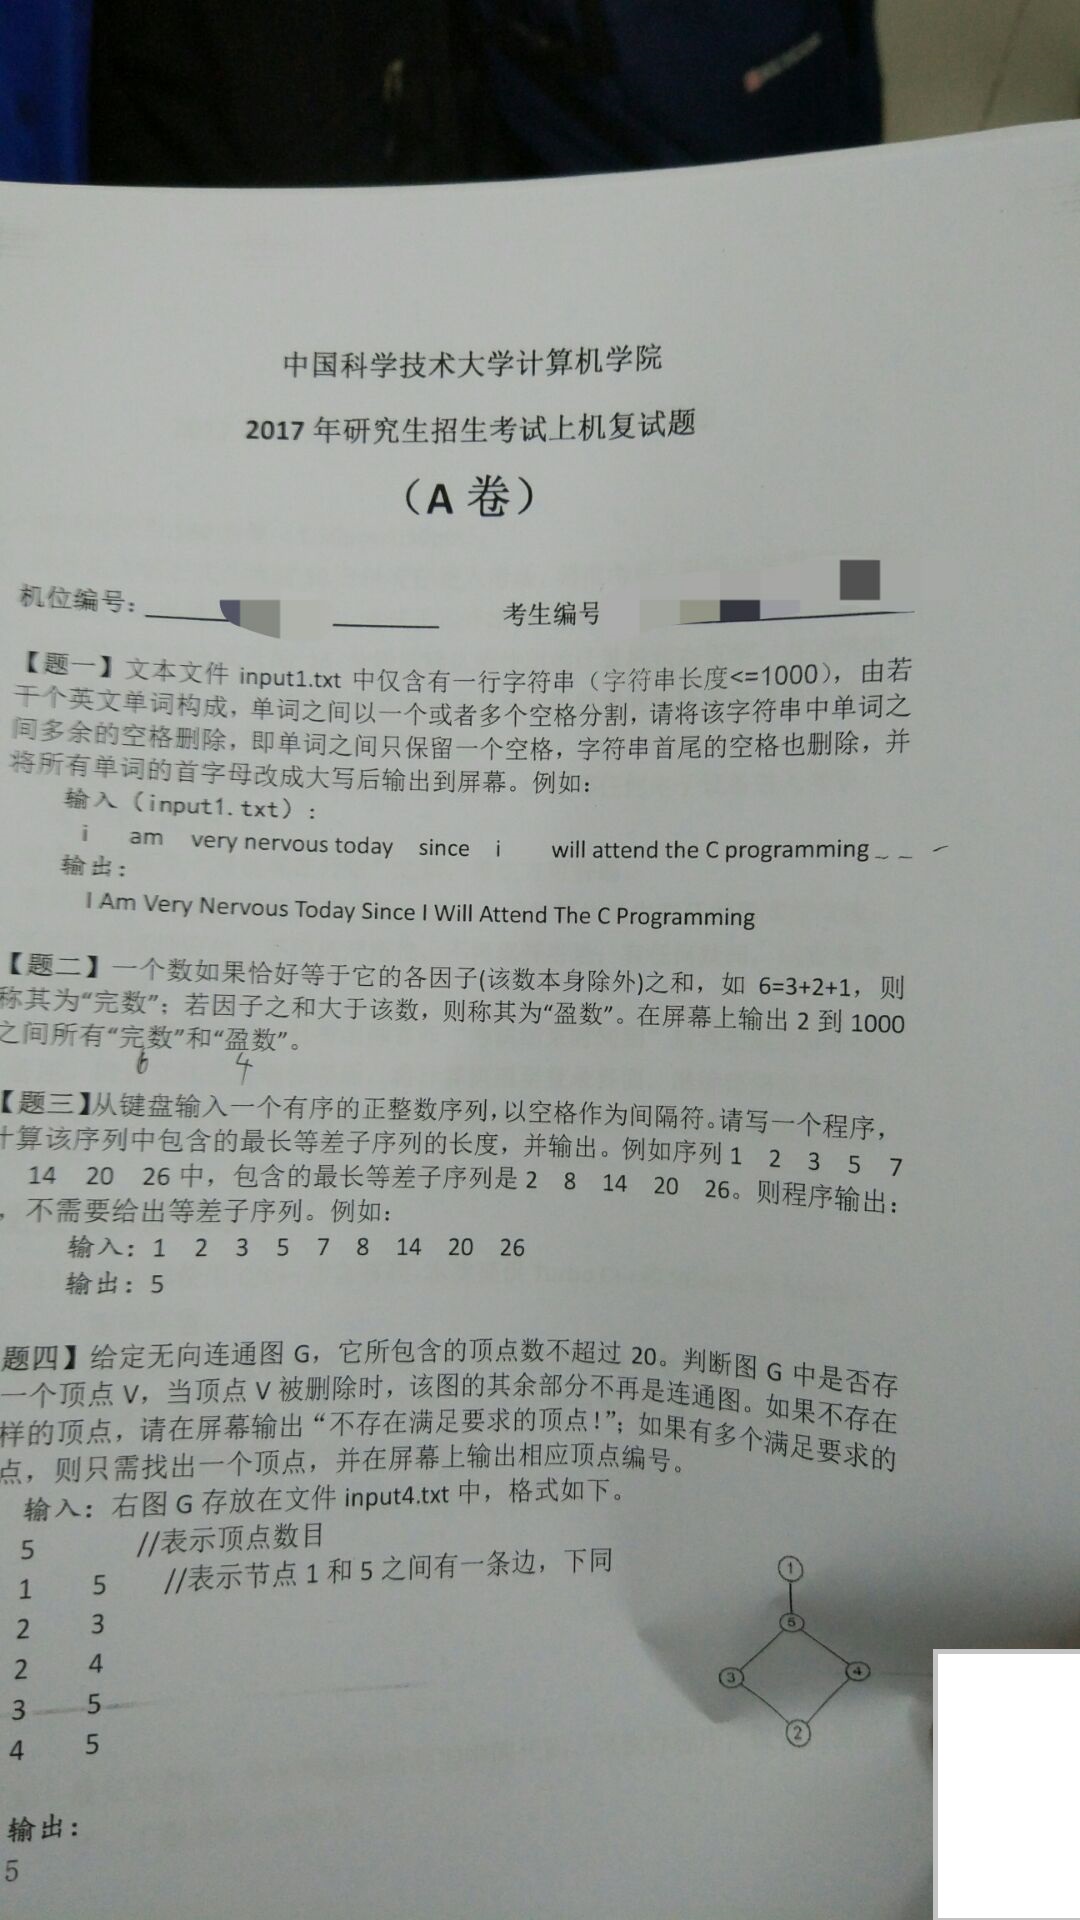 中国科学技术大学计算机学院
2017 年研究生招生考试上机复试题
（A 卷）
机位编号： 考生编号
【题一】文本文件 input1.txt 中仅含有一行字符串（字符串长度<=1000），由若
干个英文单词构成，单词之间以一个或者多个空格分割，请将该字符串中单词之
间多余的空格删除，即单词之间只保留一个空格，字符串首尾的空格也删除，并
将所有单词的首字母改成大写后输出到屏幕。例如：
输入（input1.txt）：
i am very nervous today since i will attend the C programming
输出：
I Am Very Nervous Today Since I Will Attend The C Programming
【题二】一个数如果恰好等于它的各因子(该数本身除外)之和，如 6=3+2+1，则
称其为“完数”；若因子之和大于该数，则称其为“盈数”。在屏幕上输出 2 到 1000
之间所有“完数”和“盈数”。
6 4
【题三】从键盘输入一个有序的正整数序列，以空格作为间隔符。请写一个程序，
计算该序列中包含的最长等差子序列的长度，并输出。例如序列 1 2 3 5 7
14 20 26 中，包含的最长等差子序列是 2 8 14 20 26。则程序输出：
，不需要给出等差子序列。例如：
输入：1 2 3 5 7 8 14 20 26
输出：5
题四】给定无向连通图 G，它所包含的顶点数不超过 20。判断图 G 中是否存
一个顶点 V，当顶点 V 被删除时，该图的其余部分不再是连通图。如果不存在
样的顶点，请在屏幕输出“不存在满足要求的顶点！”；如果有多个满足要求的
点，则只需找出一个顶点，并在屏幕上输出相应顶点编号。
输入：右图 G 存放在文件 input4.txt 中，格式如下。
5 //表示顶点数目
1 5 //表示节点 1 和 5 之间有一条边，下同
2 3
2 4
3 5
4 5
1
5
3 4
2
输出：
5